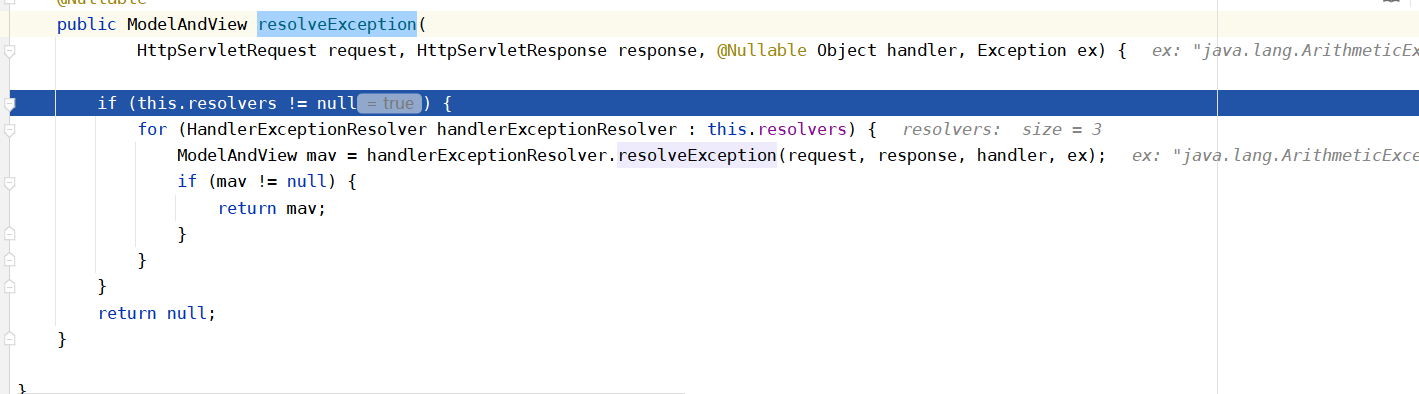 @Nullable
public ModelAndView resolveException(
HttpServletRequest request, HttpServletResponse response, @Nullable Object handler, Exception ex) { ex: "java.lang.ArithmeticEx
if (this.resolvers != null = true ) {
for (HandlerExceptionResolver handlerExceptionResolver : this.resolvers) { resolvers: size = 3
ModelAndView mav = handlerExceptionResolver.resolveException(request, response, handler, ex); ex: "java.lang.ArithmeticExce
if (mav != null) {
return mav;
}
}
}
return null;
}
}